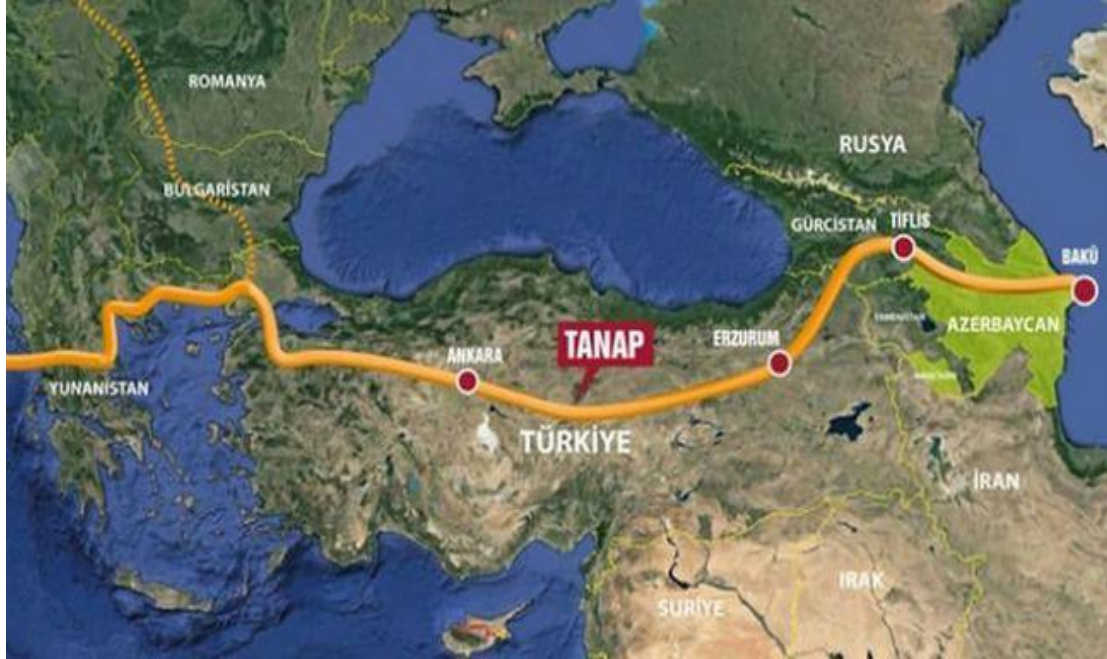 ROMANYA
RUSYA
BULGARİSTAN
GÜRCİSTAN
TİFLİS
BAKÜ
AZERBAYCAN
TANAP
ERZURUM
ANKARA
YUNANİSTAN
TÜRKİYE
İRAN
IRAK
SURİYE